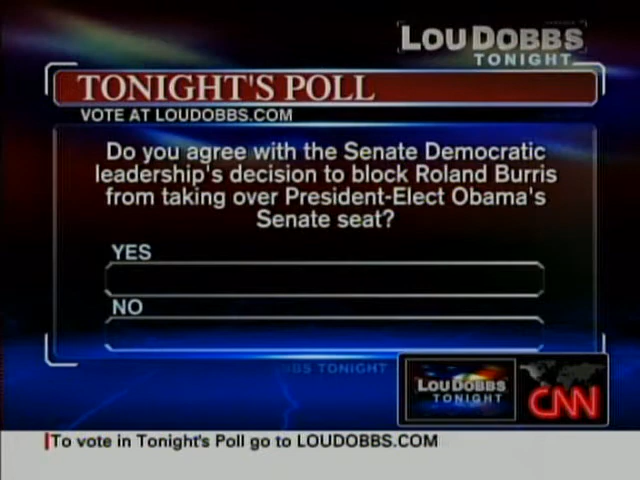 LOU DOBBS
TONIGHT
TONIGHT'S POLL
VOTE AT LOUDOBBS.COM
Do you agree with the Senate Democratic
leadership's decision to block Roland Burris
from taking over President-Elect Obama's
Senate seat?
YES
NO
BS TONIGHT
LOU DOBBS
TONIGHT
CNN
To vote in Tonight's Poll go to LOUDOBBS.COM